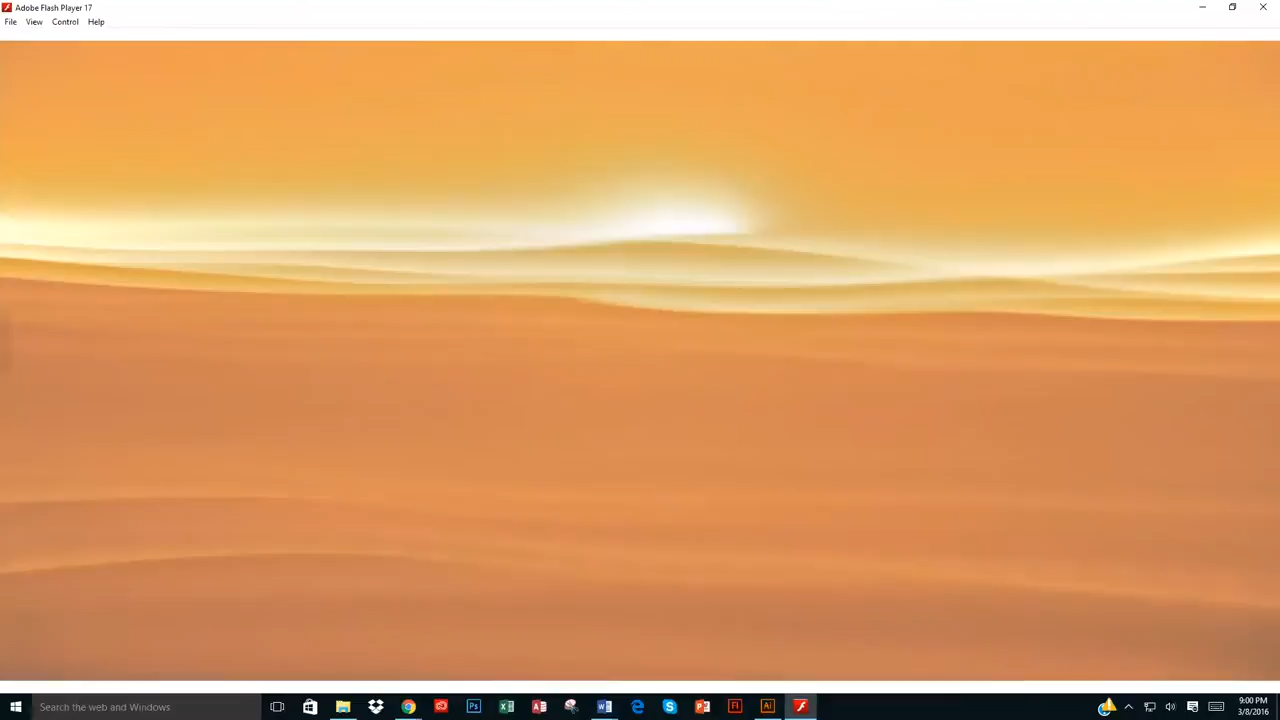 Adobe Flash Player 17
File View Control Help
Search the web and Windows
9:00 PM
3/8/2016